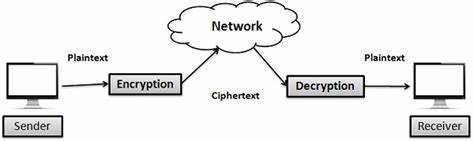 Network
Plaintext
Plaintext
Encryption
Decryption
Ciphertext
Sender
Receiver